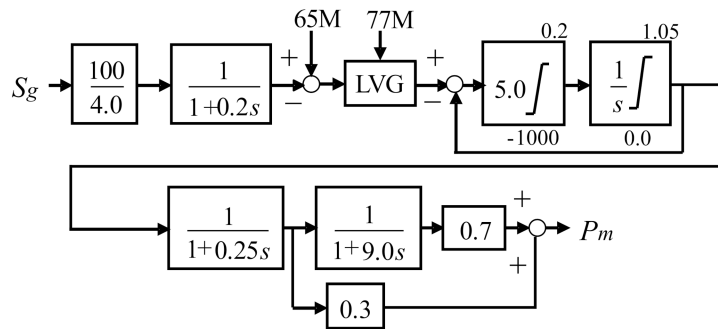 65M 77M
0.2 1.05
Sg 100/4.0 1/(1+0.2s) + − LVG + − 5.0 1/s
-1000 0.0
1/(1+0.25s) 1/(1+9.0s) 0.7 + + Pm
0.3